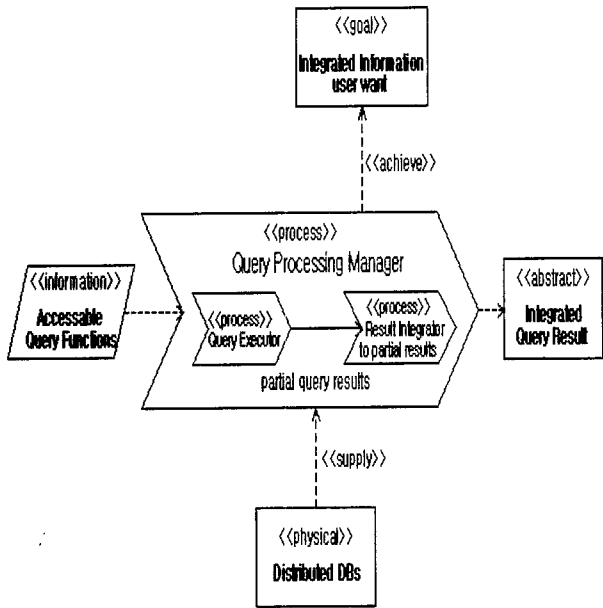 <<goal>>
Integrated Information
user want
<<achieve>>
<<process>>
Query Processing Manager
<<information>>
Accessable
Query Functions
<<process>>
Query Executor
<<process>>
Result Integrator
to partial results
partial query results
<<abstract>>
Integrated
Query Result
<<supply>>
<<physical>>
Distributed DBs